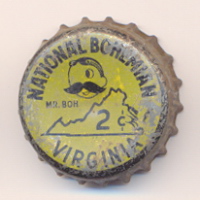 NATIONAL BOHEMIAN
MR. BOH
2 ¢
VIRGINIA